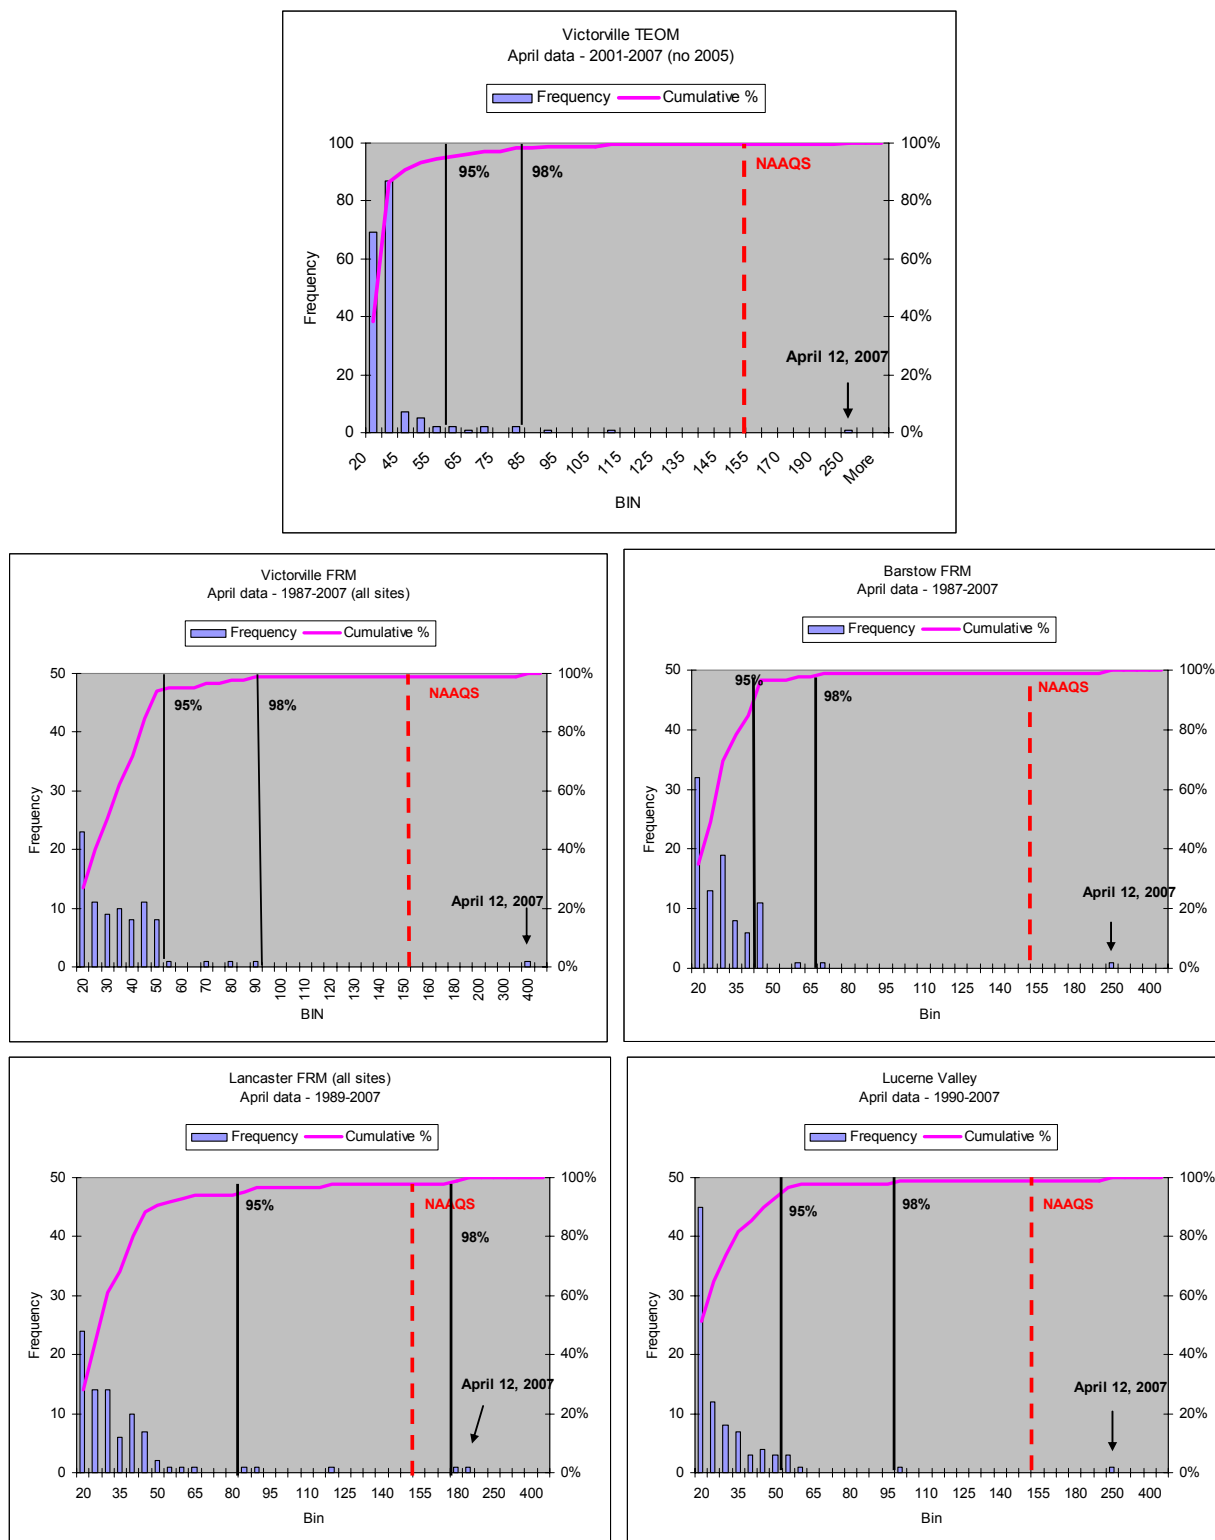 Victorville TEOM
April data - 2001-2007 (no 2005)
Frequency Cumulative %
100 100%
80 80%
60 60%
40 40%
20 20%
0 0%
Frequency
95% 98% NAAQS
April 12, 2007
20 45 55 65 75 85 95 105 115 125 135 145 155 170 190 250 More
BIN
Victorville FRM
April data - 1987-2007 (all sites)
Frequency Cumulative %
50 100%
40 80%
30 60%
20 40%
10 20%
0 0%
Frequency
95% 98% NAAQS
April 12, 2007
20 30 40 50 60 70 80 90 100 110 120 130 140 150 160 180 200 300 400
BIN
Barstow FRM
April data - 1987-2007
Frequency Cumulative %
50 100%
40 80%
30 60%
20 40%
10 20%
0 0%
Frequency
95% 98% NAAQS
April 12, 2007
20 35 50 65 80 95 110 125 140 155 180 250 400
Bin
Lancaster FRM (all sites)
April data - 1989-2007
Frequency Cumulative %
50 100%
40 80%
30 60%
20 40%
10 20%
0 0%
Frequency
95% NAAQS
98%
April 12, 2007
20 35 50 65 80 95 110 125 140 155 180 250 400
Bin
Lucerne Valley
April data - 1990-2007
Frequency Cumulative %
50 100%
40 80%
30 60%
20 40%
10 20%
0 0%
Frequency
95% 98% NAAQS
April 12, 2007
20 35 50 65 80 95 110 125 140 155 180 250 400
Bin